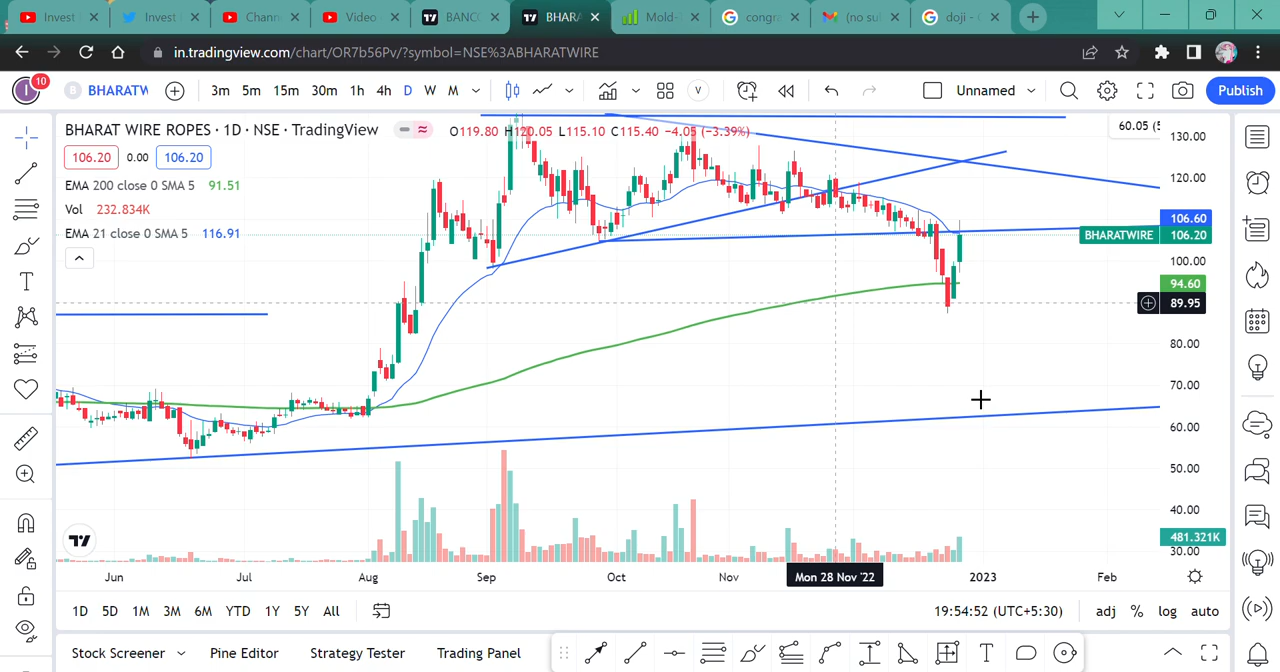 Invest
Invest
Chann
Video
BANC
BHAR
Mold-
congra
(no su
doji - G
in.tradingview.com/chart/OR7b56Pv/?symbol=NSE%3ABHARATWIRE
I 10
B BHARATW 3m 5m 15m 30m 1h 4h D W M V Unnamed Publish
BHARAT WIRE ROPES · 1D · NSE · TradingView O119.80 H120.05 L115.10 C115.40 -4.05 (-3.39%)
106.20 0.00 106.20
EMA 200 close 0 SMA 5 91.51
Vol 232.834K
EMA 21 close 0 SMA 5 116.91
60.05 (5
130.00
120.00
106.60
BHARATWIRE 106.20
100.00
94.60
89.95
80.00
70.00
60.00
50.00
40.00
481.321K
30.00
Jun Jul Aug Sep Oct Nov Mon 28 Nov '22 2023 Feb
1D 5D 1M 3M 6M YTD 1Y 5Y All 19:54:52 (UTC+5:30) adj % log auto
Stock Screener Pine Editor Strategy Tester Trading Panel